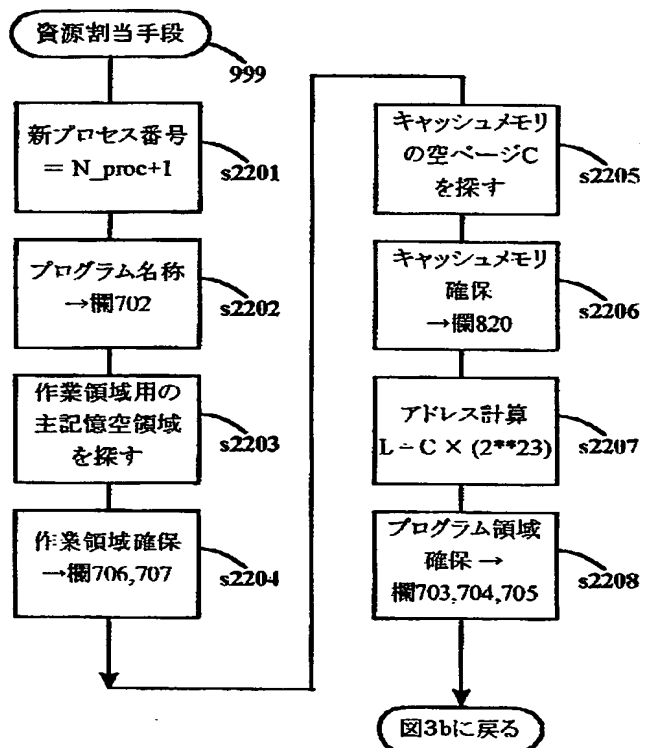 資源割当手段
999
新プロセス番号
= N_proc+1
s2201
プログラム名称
→欄702
s2202
作業領域用の
主記憶空領域
を探す
s2203
作業領域確保
→欄706,707
s2204
キャッシュメモリ
の空ページC
を探す
s2205
キャッシュメモリ
確保
→欄820
s2206
アドレス計算
L = C × (2**23)
s2207
プログラム領域
確保 →
欄703,704,705
s2208
図3bに戻る